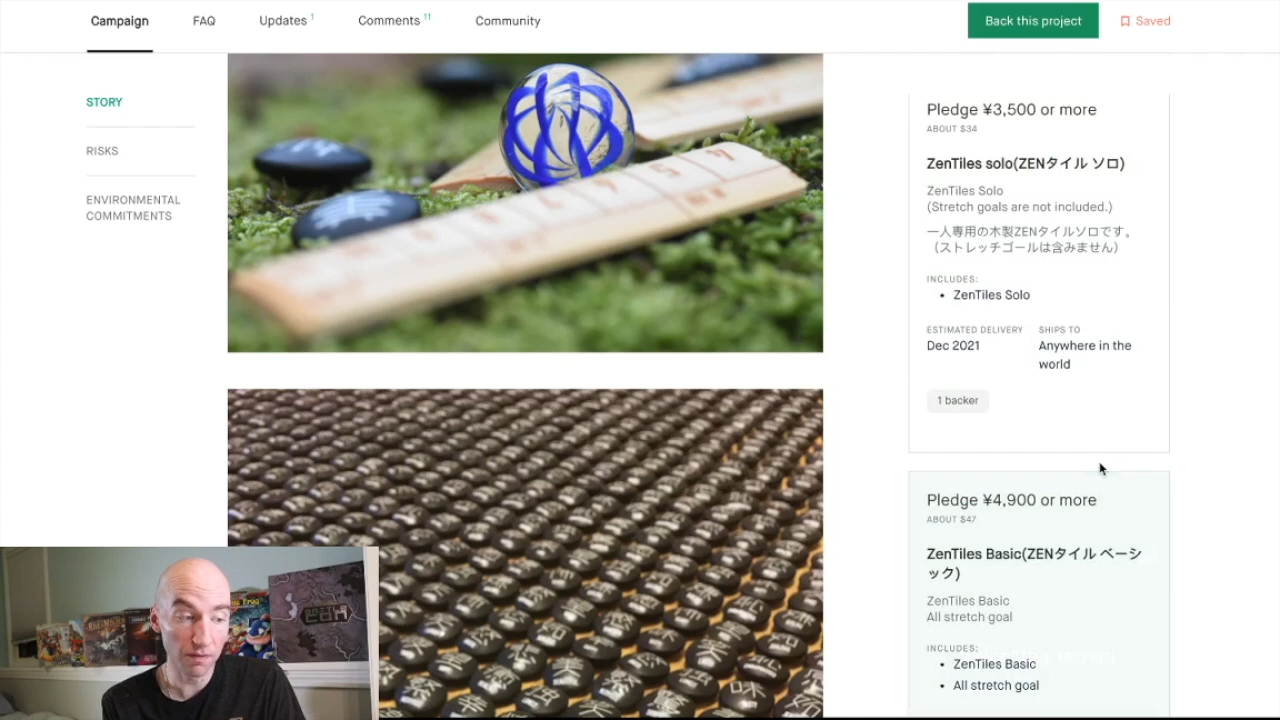 Campaign
FAQ
Updates 1
Comments 11
Community
Back this project
Saved
STORY
RISKS
ENVIRONMENTAL
COMMITMENTS
Pledge ¥3,500 or more
ABOUT $34
ZenTiles solo(ZENタイル ソロ)
ZenTiles Solo
(Stretch goals are not included.)
一人専用の木製ZENタイルソロです。
（ストレッチゴールは含みません）
INCLUDES:
• ZenTiles Solo
ESTIMATED DELIVERY
Dec 2021
SHIPS TO
Anywhere in the
world
1 backer
Pledge ¥4,900 or more
ABOUT $47
ZenTiles Basic(ZENタイル ベーシ
ック)
ZenTiles Basic
All stretch goal
INCLUDES:
• ZenTiles Basic
• All stretch goal